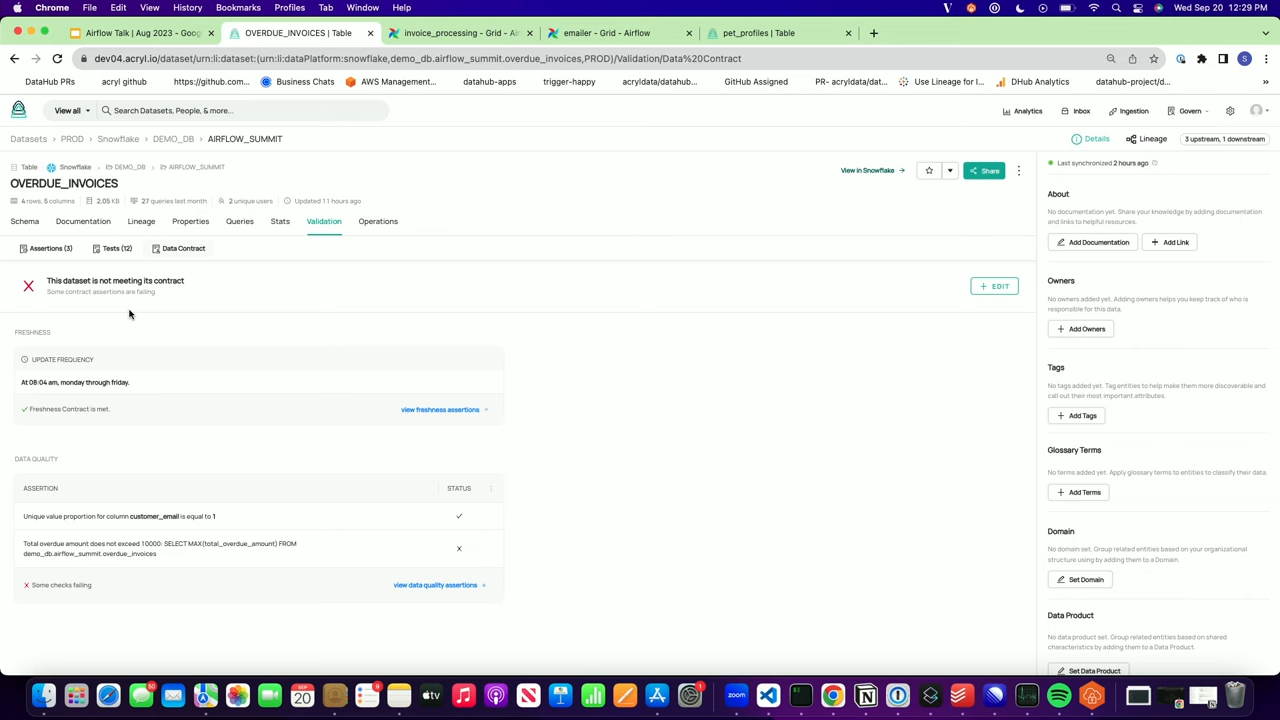 Chrome File Edit View History Bookmarks Profiles Tab Window Help
Wed Sep 20 12:29 PM
Airflow Talk | Aug 2023 - Goog
OVERDUE_INVOICES | Table
invoice_processing - Grid - Air
emailer - Grid - Airflow
pet_profiles | Table
dev04.acryl.io/dataset/urn:li:dataset:(urn:li:dataPlatform:snowflake,demo_db.airflow_summit.overdue_invoices,PROD)/Validation/Data%20Contract
S
DataHub PRs
acryl github
https://github.com...
Business Chats
AWS Management...
datahub-apps
trigger-happy
acryldata/datahub...
GitHub Assigned
PR- acryldata/dat...
Use Lineage for I...
DHub Analytics
datahub-project/d...
»
View all
Search Datasets, People, & more...
Analytics
Inbox
Ingestion
Govern
Datasets > PROD > Snowflake > DEMO_DB > AIRFLOW_SUMMIT
Details
Lineage
3 upstream, 1 downstream
Table Snowflake > DEMO_DB > AIRFLOW_SUMMIT
OVERDUE_INVOICES
4 rows, 5 columns
2.05 KB
27 queries last month
2 unique users
Updated 11 hours ago
View in Snowflake
Share
Schema Documentation Lineage Properties Queries Stats Validation Operations
Assertions (3)
Tests (12)
Data Contract
This dataset is not meeting its contract
Some contract assertions are failing
+ EDIT
FRESHNESS
UPDATE FREQUENCY
At 08:04 am, monday through friday.
Freshness Contract is met.
view freshness assertions
DATA QUALITY
ASSERTION STATUS
Unique value proportion for column customer_email is equal to 1
Total overdue amount does not exceed 10000: SELECT MAX(total_overdue_amount) FROM
demo_db.airflow_summit.overdue_invoices
Some checks failing
view data quality assertions
Last synchronized 2 hours ago
About
No documentation yet. Share your knowledge by adding documentation
and links to helpful resources.
Add Documentation
+ Add Link
Owners
No owners added yet. Adding owners helps you keep track of who is
responsible for this data.
+ Add Owners
Tags
No tags added yet. Tag entities to help make them more discoverable and
call out their most important attributes.
+ Add Tags
Glossary Terms
No terms added yet. Apply glossary terms to entities to classify their data.
+ Add Terms
Domain
No domain set. Group related entities based on your organizational
structure using by adding them to a Domain.
Set Domain
Data Product
No data product set. Group related entities based on shared
characteristics by adding them to a Data Product.
Set Data Product
SEP
20
tv
zoom